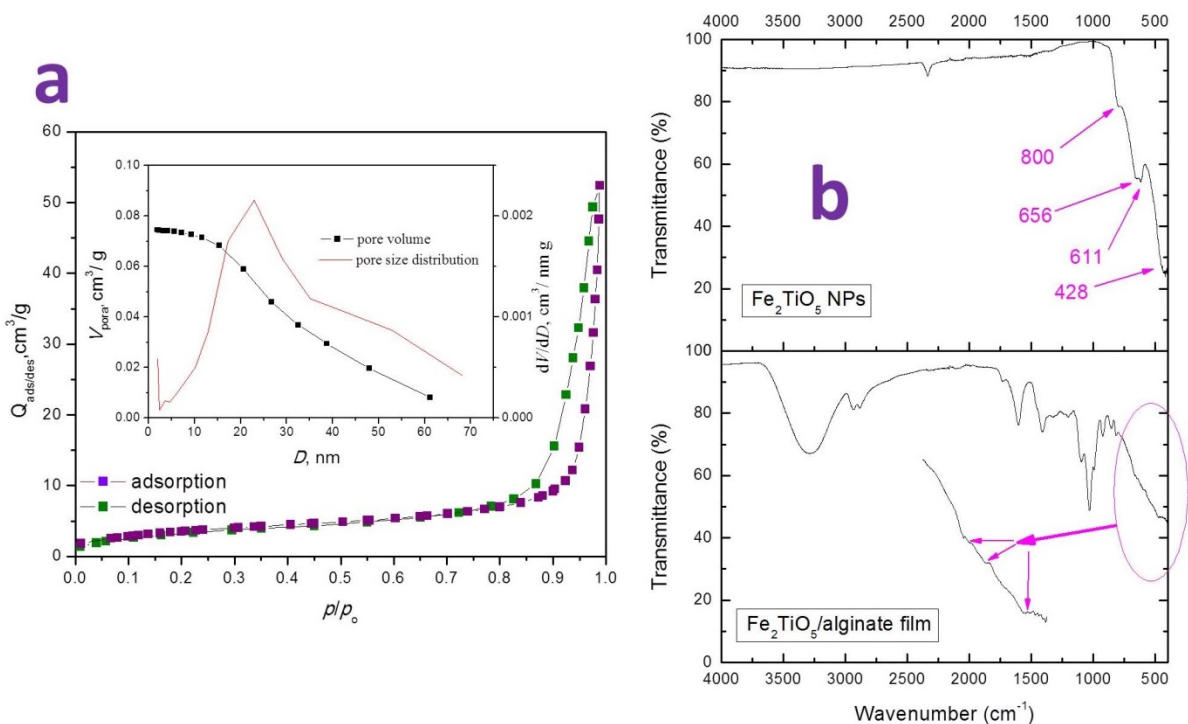 a
60
50
40
30
20
10
0
Q_ads/des, cm³/g
0.0 0.1 0.2 0.3 0.4 0.5 0.6 0.7 0.8 0.9 1.0
p/p_o
adsorption
desorption
0.10
0.08
0.06
0.04
0.02
0.00
V_pora, cm³/ g
0 10 20 30 40 50 60 70
D, nm
0.002
0.001
0.000
dV/dD, cm³/ nm g
pore volume
pore size distribution
b
4000 3500 3000 2500 2000 1500 1000 500
100
80
60
40
20
Transmittance (%)
800
656
611
428
Fe₂TiO₅ NPs
100
80
60
40
20
0
Transmittance (%)
Fe₂TiO₅/alginate film
4000 3500 3000 2500 2000 1500 1000 500
Wavenumber (cm⁻¹)